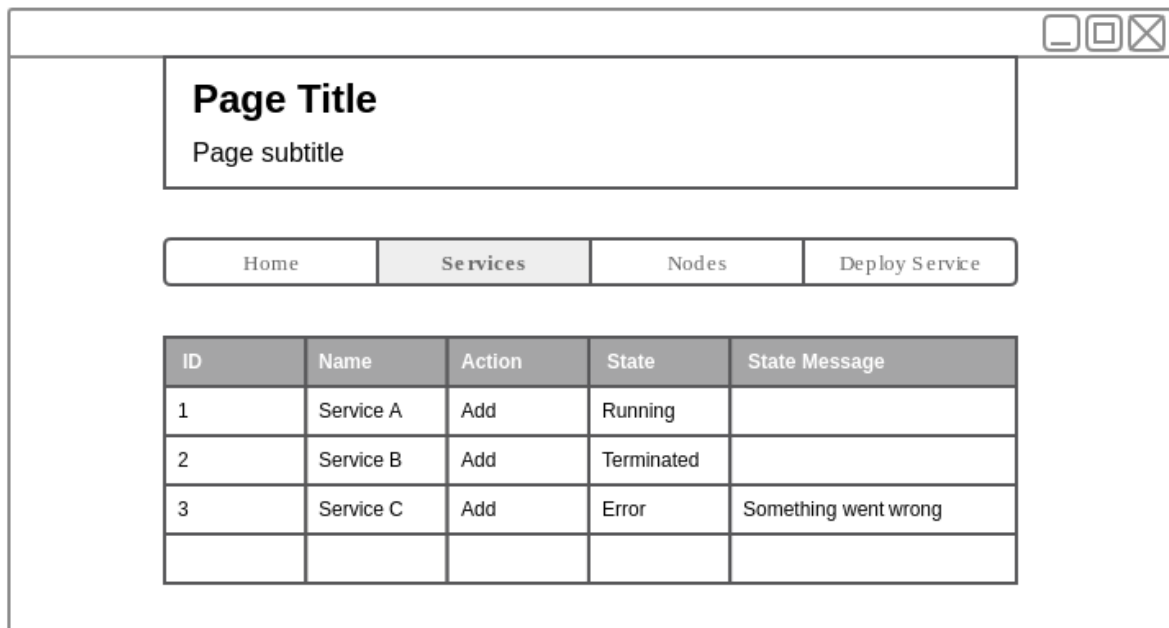 Page Title
Page subtitle
Home Services Nodes Deploy Service
ID Name Action State State Message
1 Service A Add Running
2 Service B Add Terminated
3 Service C Add Error Something went wrong